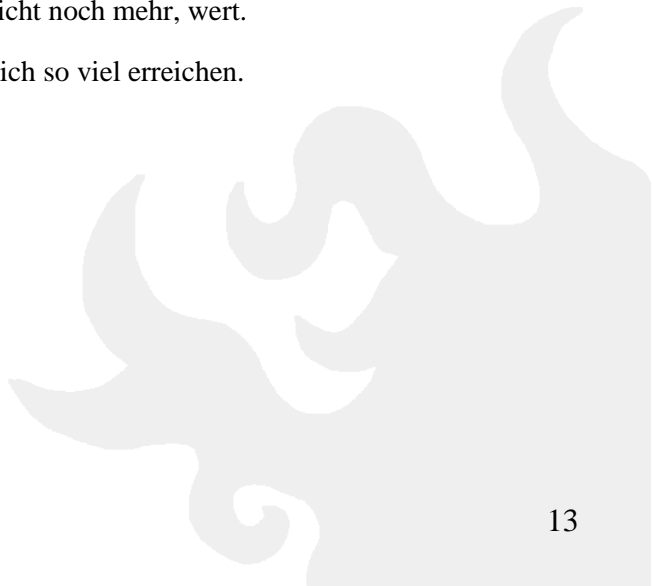 icht noch mehr, wert.
ich so viel erreichen.
13